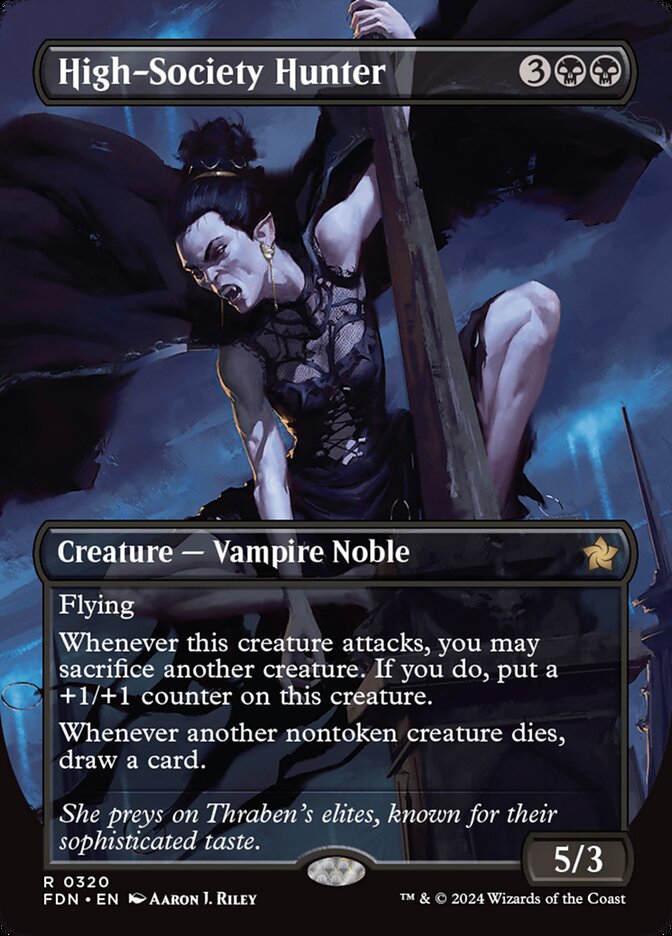 High-Society Hunter 3
Creature — Vampire Noble
Flying
Whenever this creature attacks, you may
sacrifice another creature. If you do, put a
+1/+1 counter on this creature.
Whenever another nontoken creature dies,
draw a card.
She preys on Thraben's elites, known for their
sophisticated taste.
5/3
R 0320
FDN • EN AARON J. RILEY
™ & © 2024 Wizards of the Coast